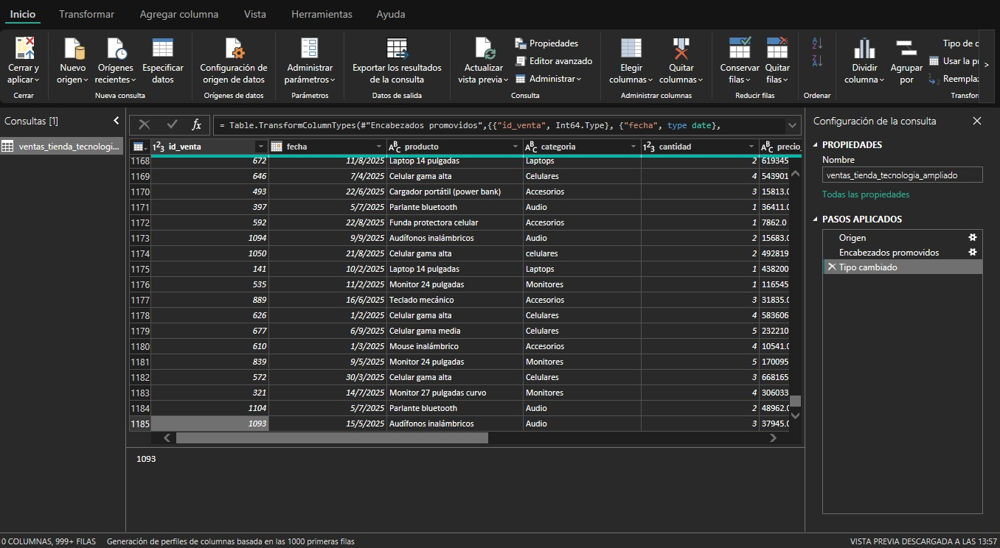 Inicio Transformar Agregar columna Vista Herramientas Ayuda
Cerrar y aplicar
Cerrar
Nuevo origen
Orígenes recientes
Especificar datos
Nueva consulta
Configuración de origen de datos
Orígenes de datos
Administrar parámetros
Parámetros
Exportar los resultados de la consulta
Datos de salida
Actualizar vista previa
Propiedades
Editor avanzado
Administrar
Consulta
Elegir columnas
Quitar columnas
Administrar columnas
Conservar filas
Quitar filas
Reducir filas
Ordenar
Dividir columna
Agrupar por
Tipo de d
Usar la pr
Reemplaz
Transforn
Consultas [1]
ventas_tienda_tecnologi...
= Table.TransformColumnTypes(#"Encabezados promovidos",{{"id_venta", Int64.Type}, {"fecha", type date},
id_venta fecha producto categoria cantidad precio_
1168 672 11/8/2025 Laptop 14 pulgadas Laptops 2 619345
1169 646 7/4/2025 Celular gama alta Celulares 4 543901
1170 493 22/6/2025 Cargador portátil (power bank) Accesorios 3 15813.0
1171 397 5/7/2025 Parlante bluetooth Audio 1 36411.0
1172 592 22/8/2025 Funda protectora celular Accesorios 1 7862.0
1173 1094 9/9/2025 Audífonos inalámbricos Audio 2 15683.0
1174 1050 21/8/2025 Celular gama alta celulares 2 492819
1175 141 10/2/2025 Laptop 14 pulgadas Laptops 1 438200
1176 535 11/2/2025 Monitor 24 pulgadas Monitores 1 116545
1177 889 16/6/2025 Teclado mecánico Accesorios 3 31835.0
1178 626 1/2/2025 Celular gama alta Celulares 4 583606
1179 677 6/9/2025 Celular gama media Celulares 5 232210
1180 610 1/3/2025 Mouse inalámbrico Accesorios 4 10541.0
1181 839 9/5/2025 Monitor 24 pulgadas Monitores 5 170095
1182 572 30/3/2025 Celular gama alta Celulares 3 668165
1183 321 14/7/2025 Monitor 27 pulgadas curvo Monitores 4 306033
1184 1104 5/7/2025 Parlante bluetooth Audio 2 48962.0
1185 1093 15/5/2025 Audífonos inalámbricos Audio 3 37945.0
1093
Configuración de la consulta
PROPIEDADES
Nombre
ventas_tienda_tecnologia_ampliado
Todas las propiedades
PASOS APLICADOS
Origen
Encabezados promovidos
Tipo cambiado
0 COLUMNAS, 999+ FILAS Generación de perfiles de columnas basada en las 1000 primeras filas
VISTA PREVIA DESCARGADA A LAS 13:57